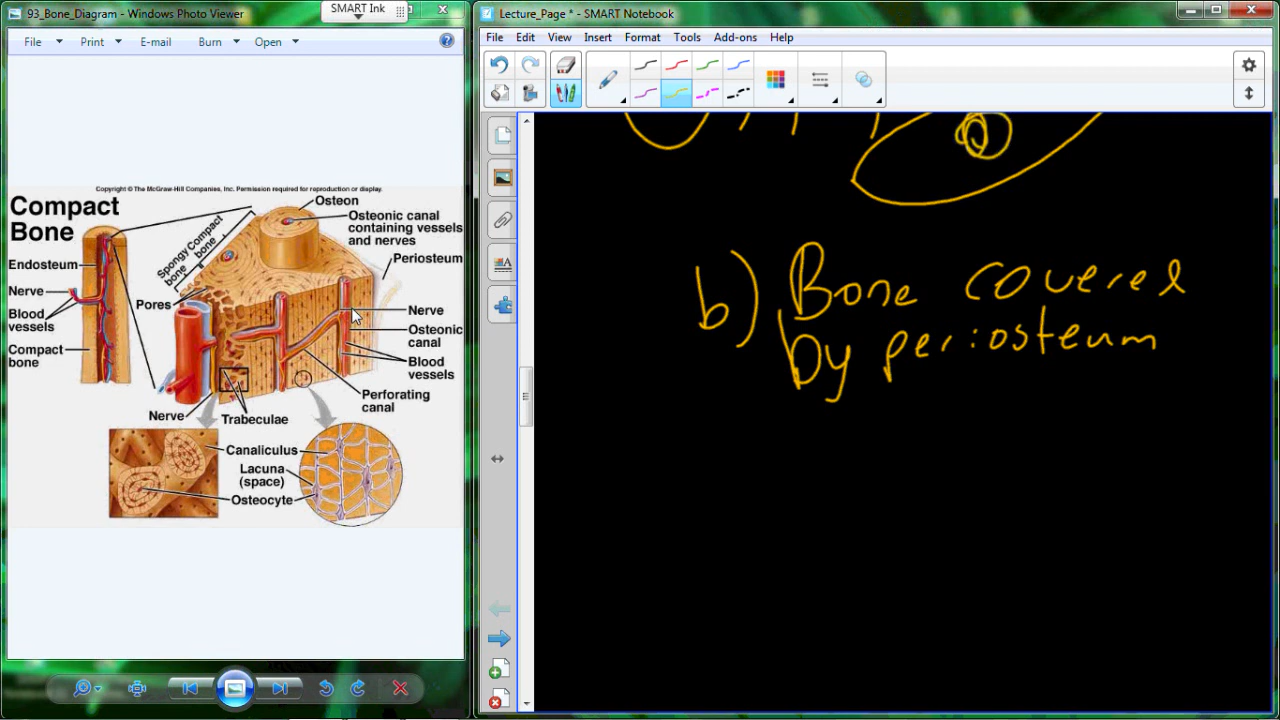 93_Bone_Diagram - Windows Photo Viewer
SMART Ink
File Print E-mail Burn Open
Copyright © The McGraw-Hill Companies, Inc. Permission required for reproduction or display.
Compact
Bone
Endosteum
Nerve
Blood
vessels
Compact
bone
Spongy
bone
Compact
bone
Pores
Osteon
Osteonic canal
containing vessels
and nerves
Periosteum
Nerve
Osteonic
canal
Blood
vessels
Perforating
canal
Nerve
Trabeculae
Canaliculus
Lacuna
(space)
Osteocyte
Lecture_Page * - SMART Notebook
File Edit View Insert Format Tools Add-ons Help
b) Bone covered
by periosteum